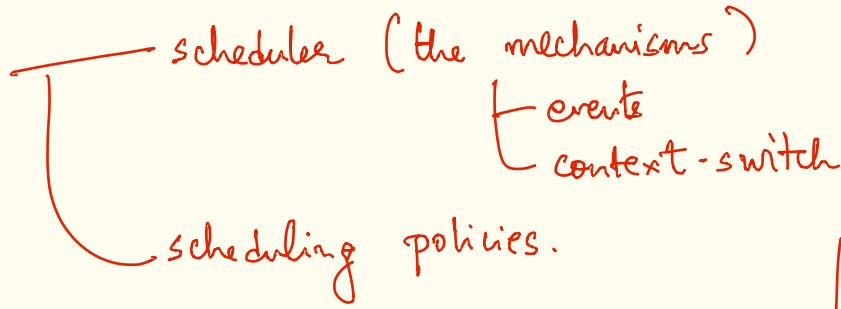 scheduler (the mechanisms)
events
context-switch
scheduling policies.